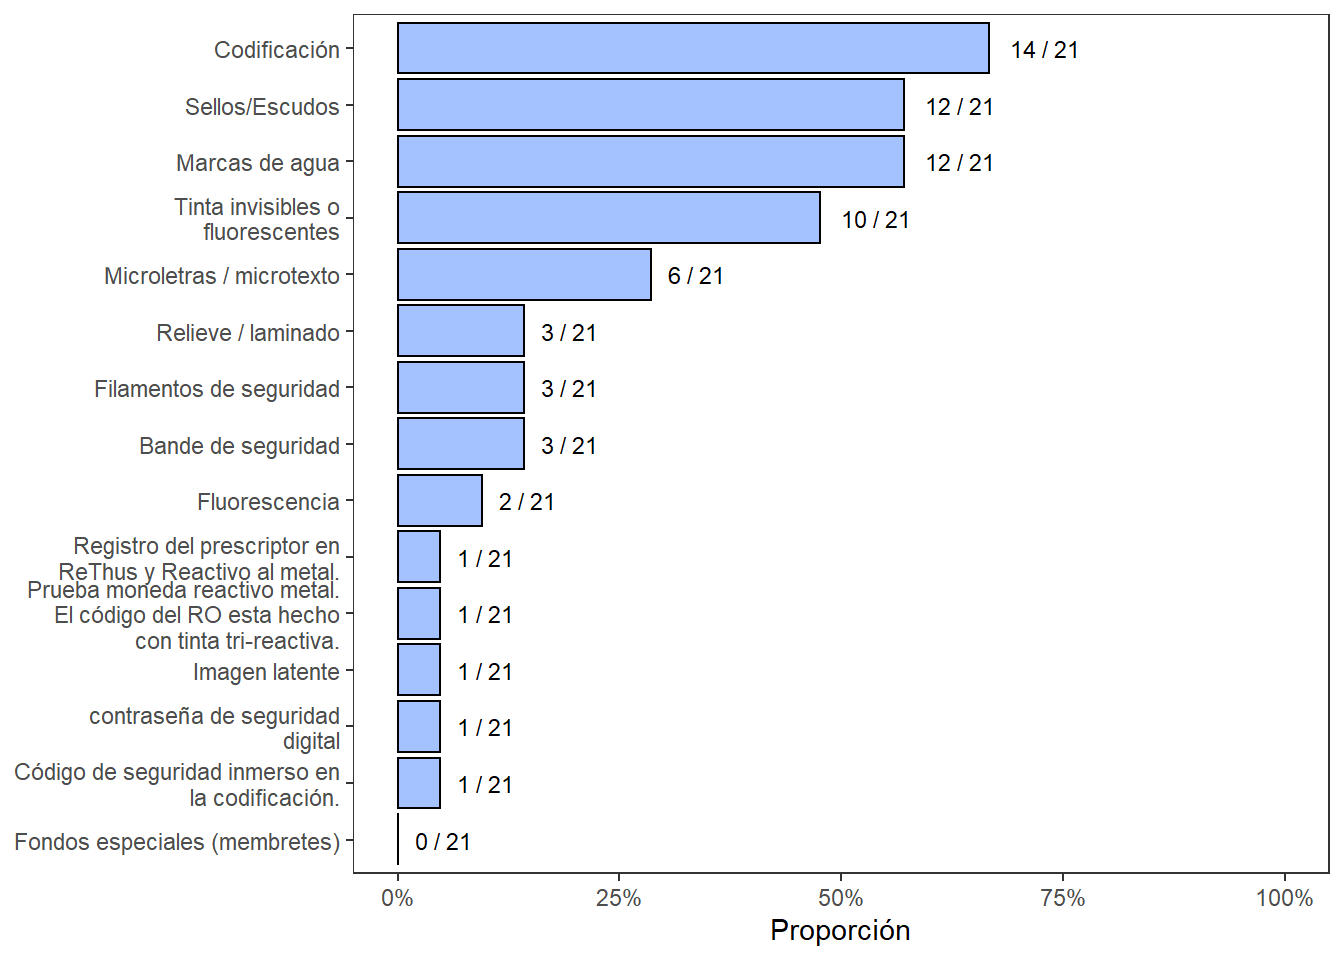 Codificación
14 / 21
Sellos/Escudos
12 / 21
Marcas de agua
12 / 21
Tinta invisibles o
fluorescentes
10 / 21
Microletras / microtexto
6 / 21
Relieve / laminado
3 / 21
Filamentos de seguridad
3 / 21
Bande de seguridad
3 / 21
Fluorescencia
2 / 21
Registro del prescriptor en
ReThus y Reactivo al metal.
1 / 21
Prueba moneda reactivo metal.
El código del RO esta hecho
con tinta tri-reactiva.
1 / 21
Imagen latente
1 / 21
contraseña de seguridad
digital
1 / 21
Código de seguridad inmerso en
la codificación.
1 / 21
Fondos especiales (membretes)
0 / 21
0%
25%
50%
75%
100%
Proporción